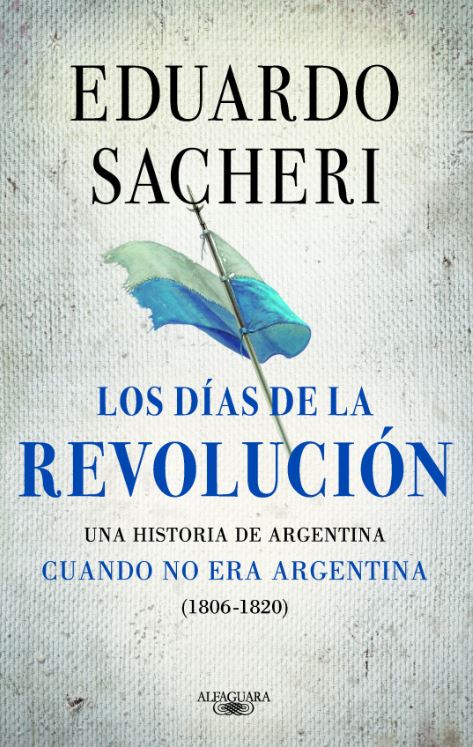 EDUARDO
SACHERI
LOS DÍAS DE LA
REVOLUCIÓN
UNA HISTORIA DE ARGENTINA
CUANDO NO ERA ARGENTINA
(1806-1820)
ALFAGUARA